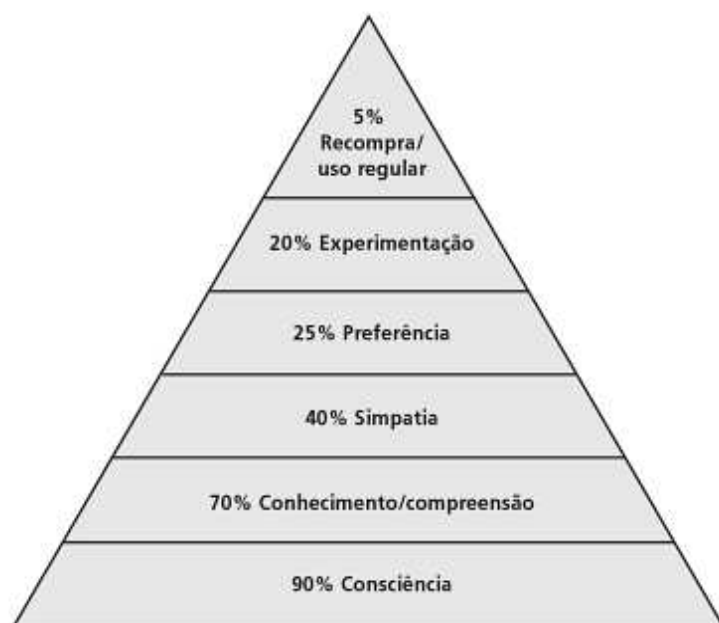 5%
Recompra/
uso regular
20% Experimentação
25% Preferência
40% Simpatia
70% Conhecimento/compreensão
90% Consciência